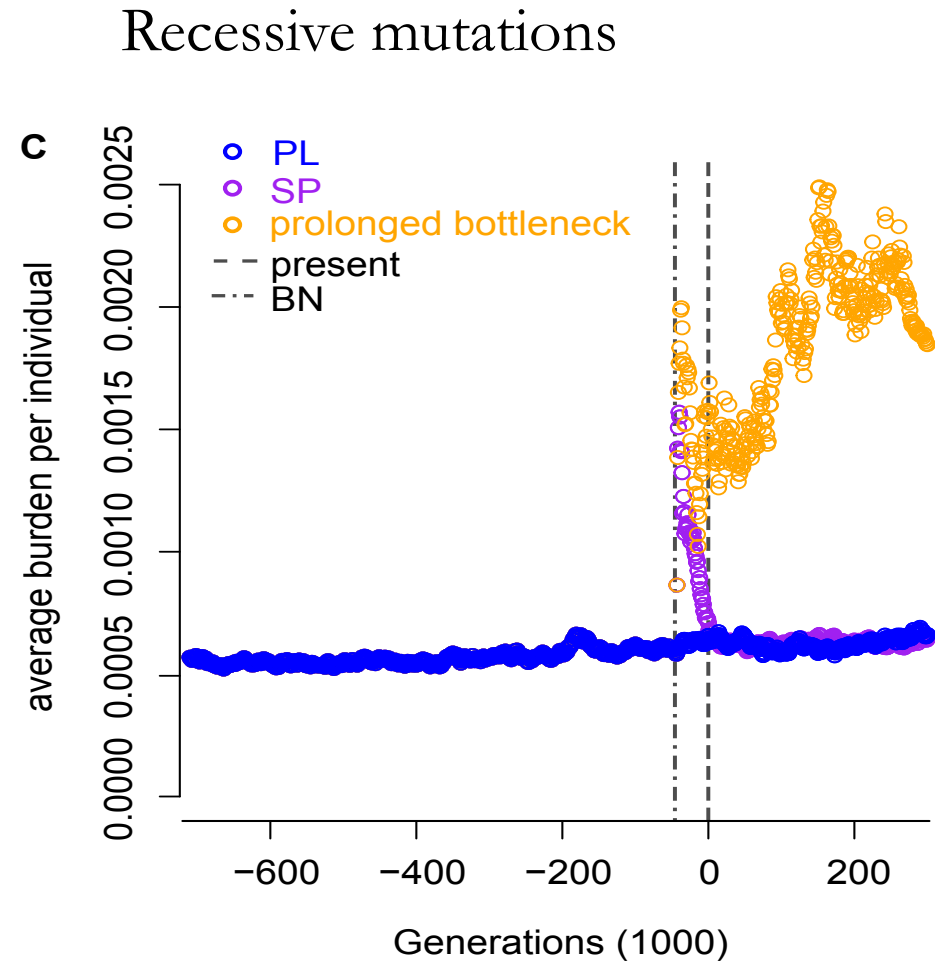 Recessive mutations
C
PL
SP
prolonged bottleneck
present
BN
average burden per individual
0.0025
0.0020
0.0015
0.0010
0.0005
0.0000
−600 −400 −200 0 200
Generations (1000)